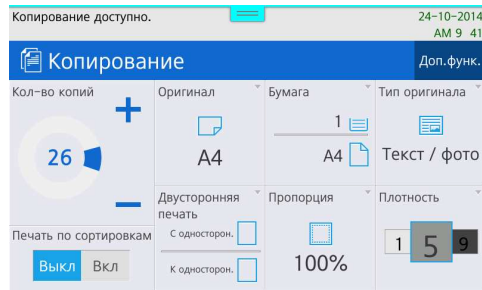 Копирование доступно.
24-10-2014
AM 9 41
Копирование
Доп.функ.
Кол-во копий
26
Печать по сортировкам
Выкл Вкл
Оригинал
A4
Бумага
1
A4
Тип оригинала
Текст / фото
Двусторонняя
печать
С односторон.
К односторон.
Пропорция
100%
Плотность
1 5 9